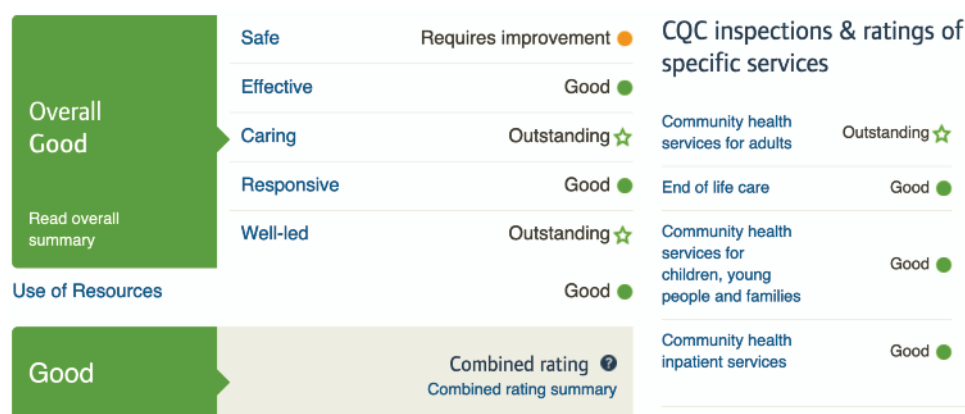 Overall
Good
Read overall
summary
Safe Requires improvement
Effective Good
Caring Outstanding
Responsive Good
Well-led Outstanding
Use of Resources Good
Good
Combined rating ?
Combined rating summary
CQC inspections & ratings of
specific services
Community health
services for adults
Outstanding
End of life care Good
Community health
services for
children, young
people and families
Good
Community health
inpatient services
Good